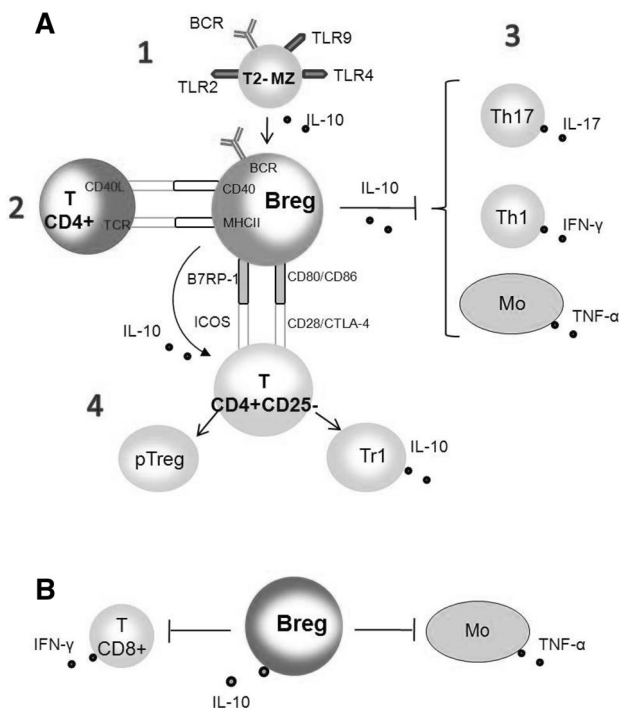 A
1
BCR
TLR9
TLR2
T2- MZ
TLR4
IL-10
3
Th17
IL-17
Th1
IFN-γ
Mo
TNF-α
2
T
CD4+
CD40L
TCR
BCR
CD40
MHCII
Breg
IL-10
B7RP-1
CD80/CD86
ICOS
CD28/CTLA-4
IL-10
4
T
CD4+CD25-
pTreg
Tr1
IL-10
B
IFN-γ
T
CD8+
Breg
IL-10
Mo
TNF-α